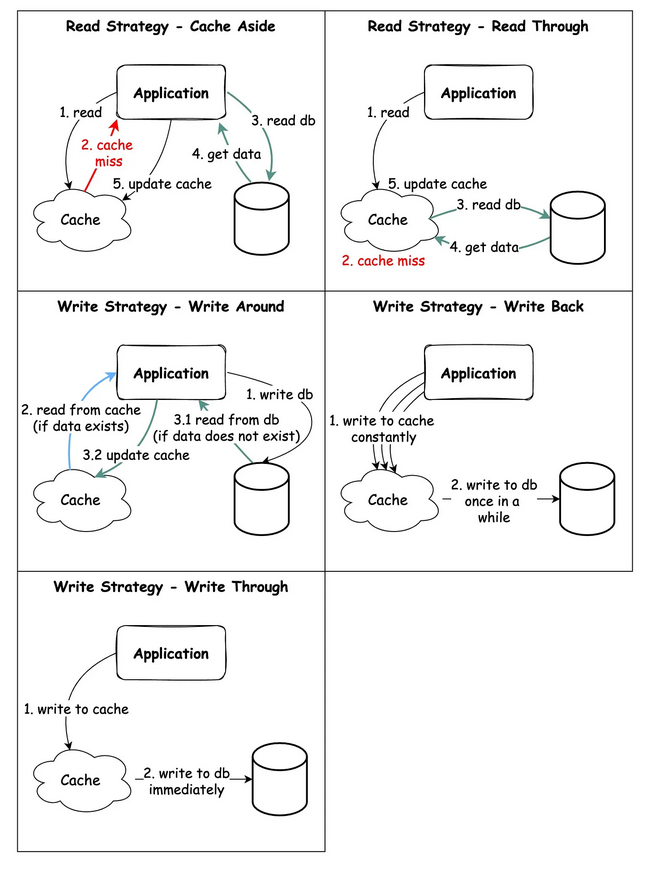 Read Strategy - Cache Aside
Application
1. read
2. cache
miss
3. read db
4. get data
5. update cache
Cache
Read Strategy - Read Through
Application
1. read
5. update cache
Cache
3. read db
4. get data
2. cache miss
Write Strategy - Write Around
Application
1. write db
2. read from cache
(if data exists)
3.1 read from db
(if data does not exist)
3.2 update cache
Cache
Write Strategy - Write Back
Application
1. write to cache
constantly
Cache
2. write to db
once in a
while
Write Strategy - Write Through
Application
1. write to cache
Cache
2. write to db
immediately